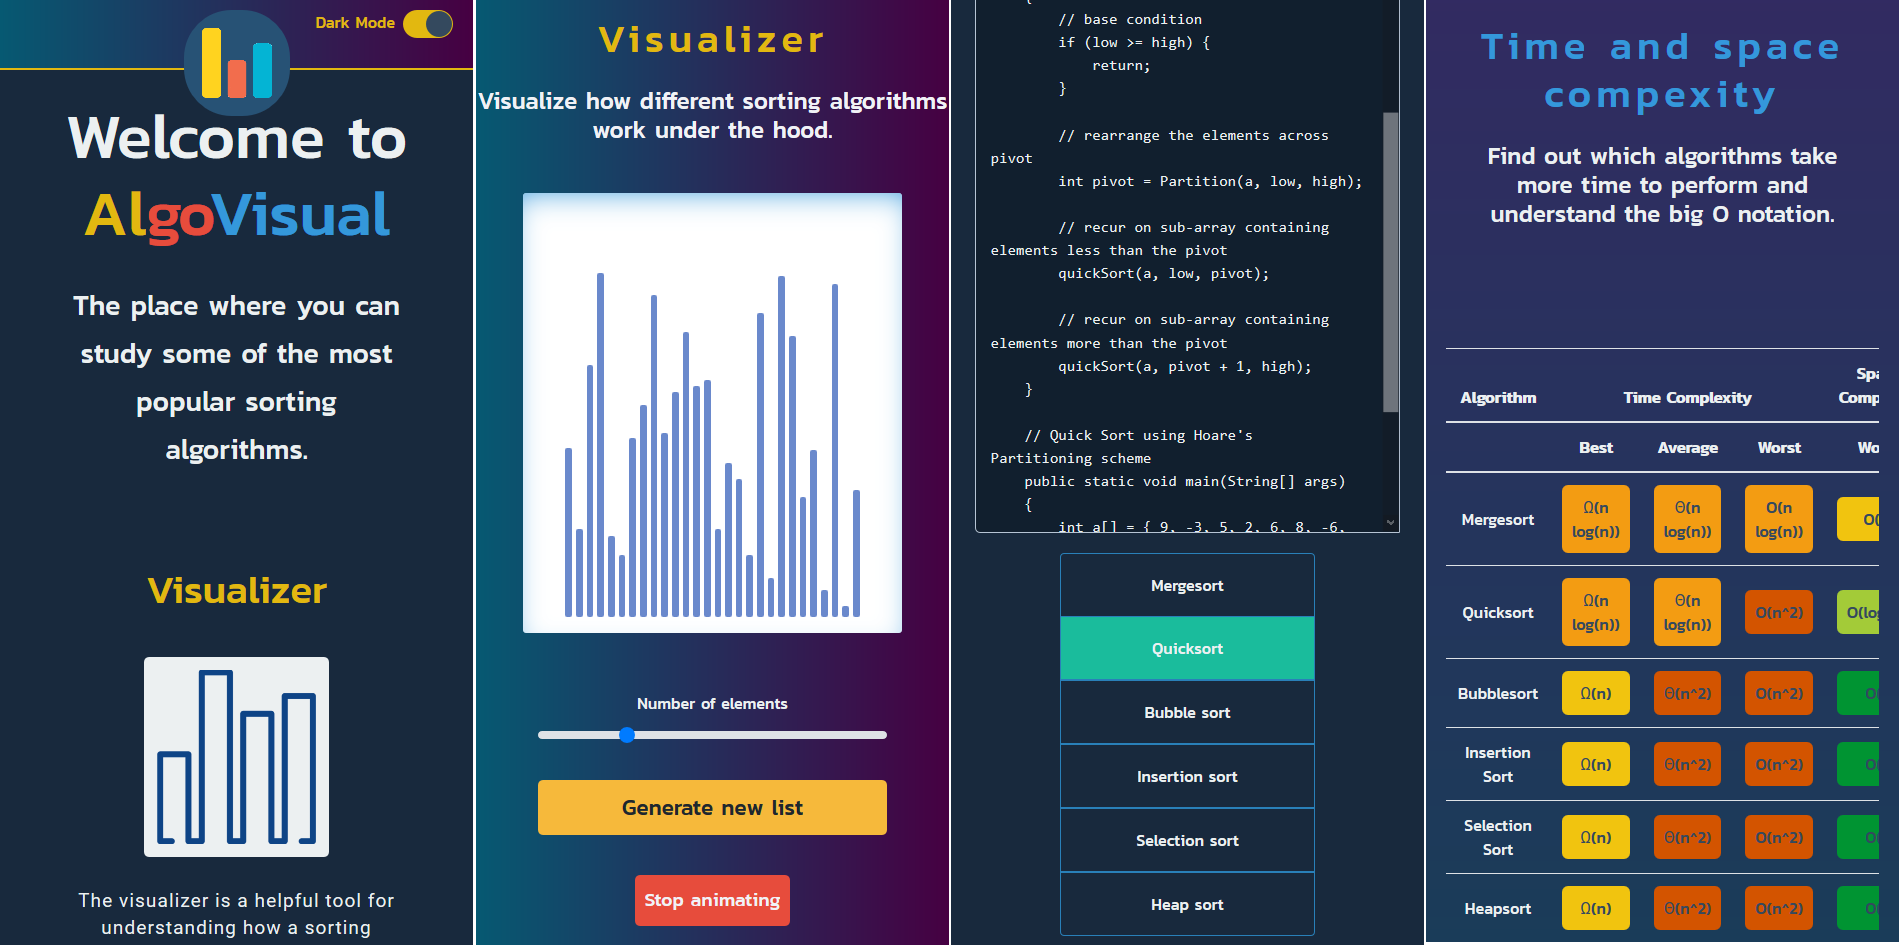 Dark Mode
Welcome to
AlgoVisual
The place where you can
study some of the most
popular sorting
algorithms.
Visualizer
The visualizer is a helpful tool for
understanding how a sorting
Visualizer
Visualize how different sorting algorithms
work under the hood.
Number of elements
Generate new list
Stop animating
{
// base condition
if (low >= high) {
return;
}
// rearrange the elements across
pivot
int pivot = Partition(a, low, high);
// recur on sub-array containing
elements less than the pivot
quickSort(a, low, pivot);
// recur on sub-array containing
elements more than the pivot
quickSort(a, pivot + 1, high);
}
// Quick Sort using Hoare's
Partitioning scheme
public static void main(String[] args)
{
int a[] = { 9, -3, 5, 2, 6, 8, -6,
Mergesort
Quicksort
Bubble sort
Insertion sort
Selection sort
Heap sort
Time and space
compexity
Find out which algorithms take
more time to perform and
understand the big O notation.
Algorithm Time Complexity
Best Average Worst
Mergesort Ω(n log(n)) Θ(n log(n)) O(n log(n))
Quicksort Ω(n log(n)) Θ(n log(n)) O(n^2)
Bubblesort Ω(n) Θ(n^2) O(n^2)
Insertion Sort Ω(n) Θ(n^2) O(n^2)
Selection Sort Ω(n) Θ(n^2) O(n^2)
Heapsort Ω(n) Θ(n^2) O(n^2)